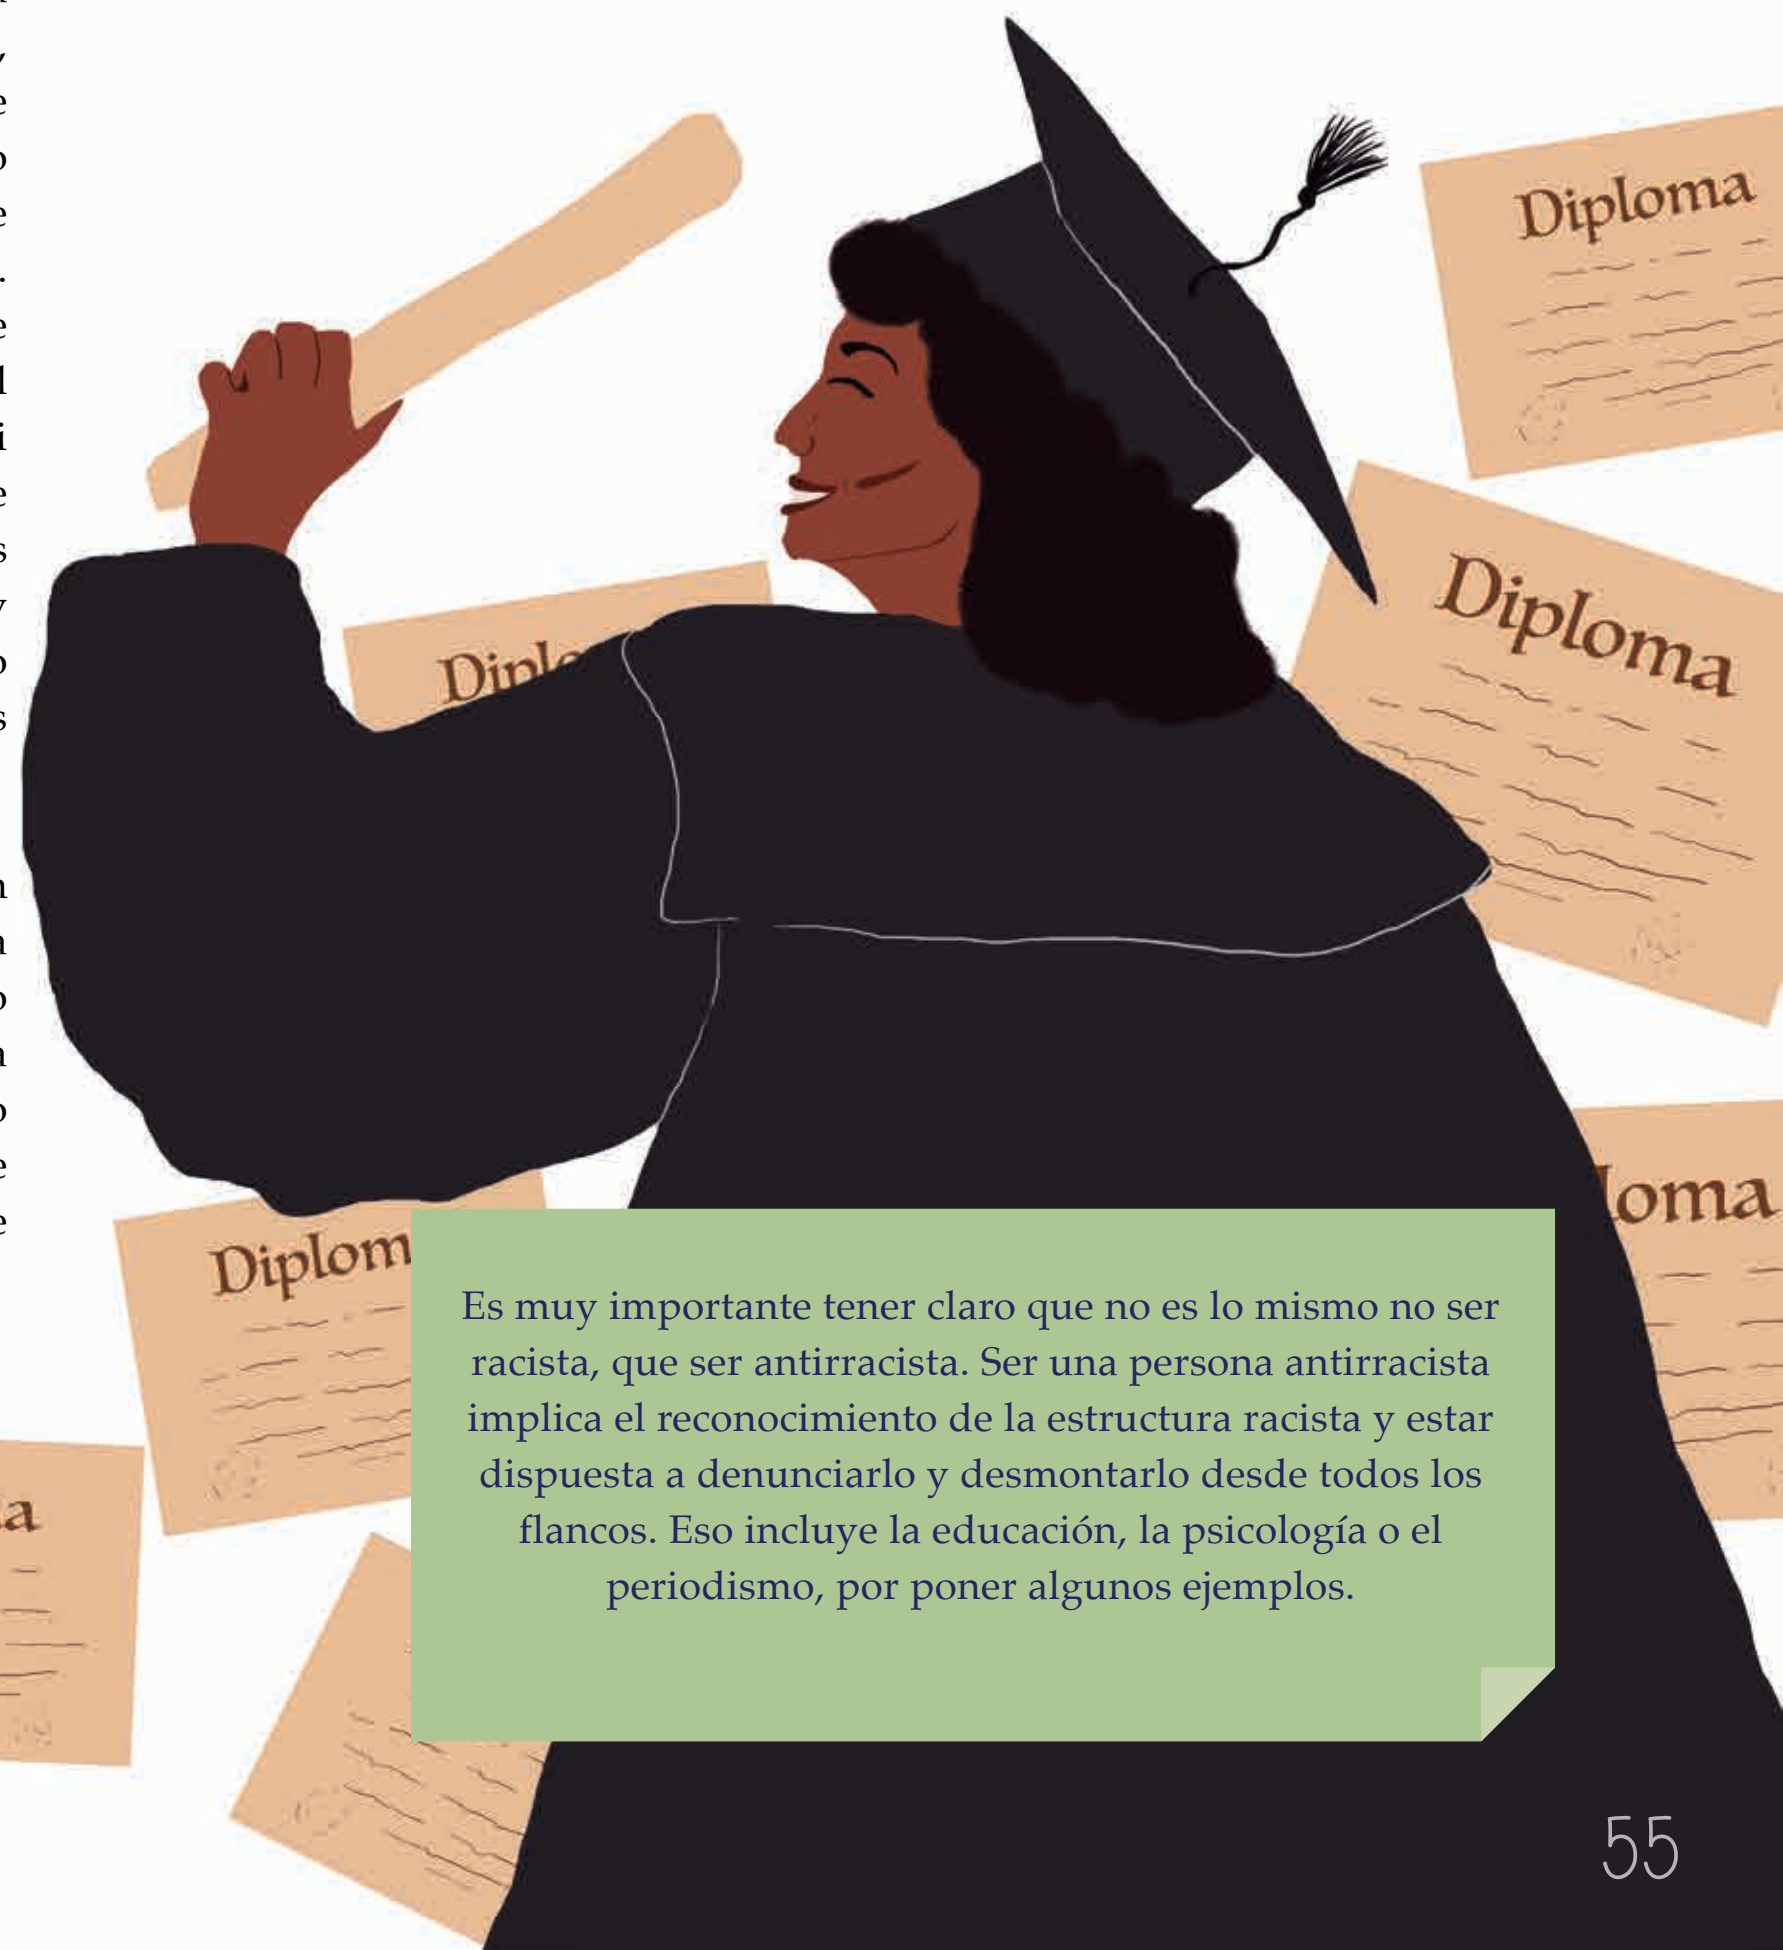 Diploma
Diploma
Es muy importante tener claro que no es lo mismo no ser
racista, que ser antirracista. Ser una persona antirracista
implica el reconocimiento de la estructura racista y estar
dispuesta a denunciarlo y desmontarlo desde todos los
flancos. Eso incluye la educación, la psicología o el
periodismo, por poner algunos ejemplos.
55